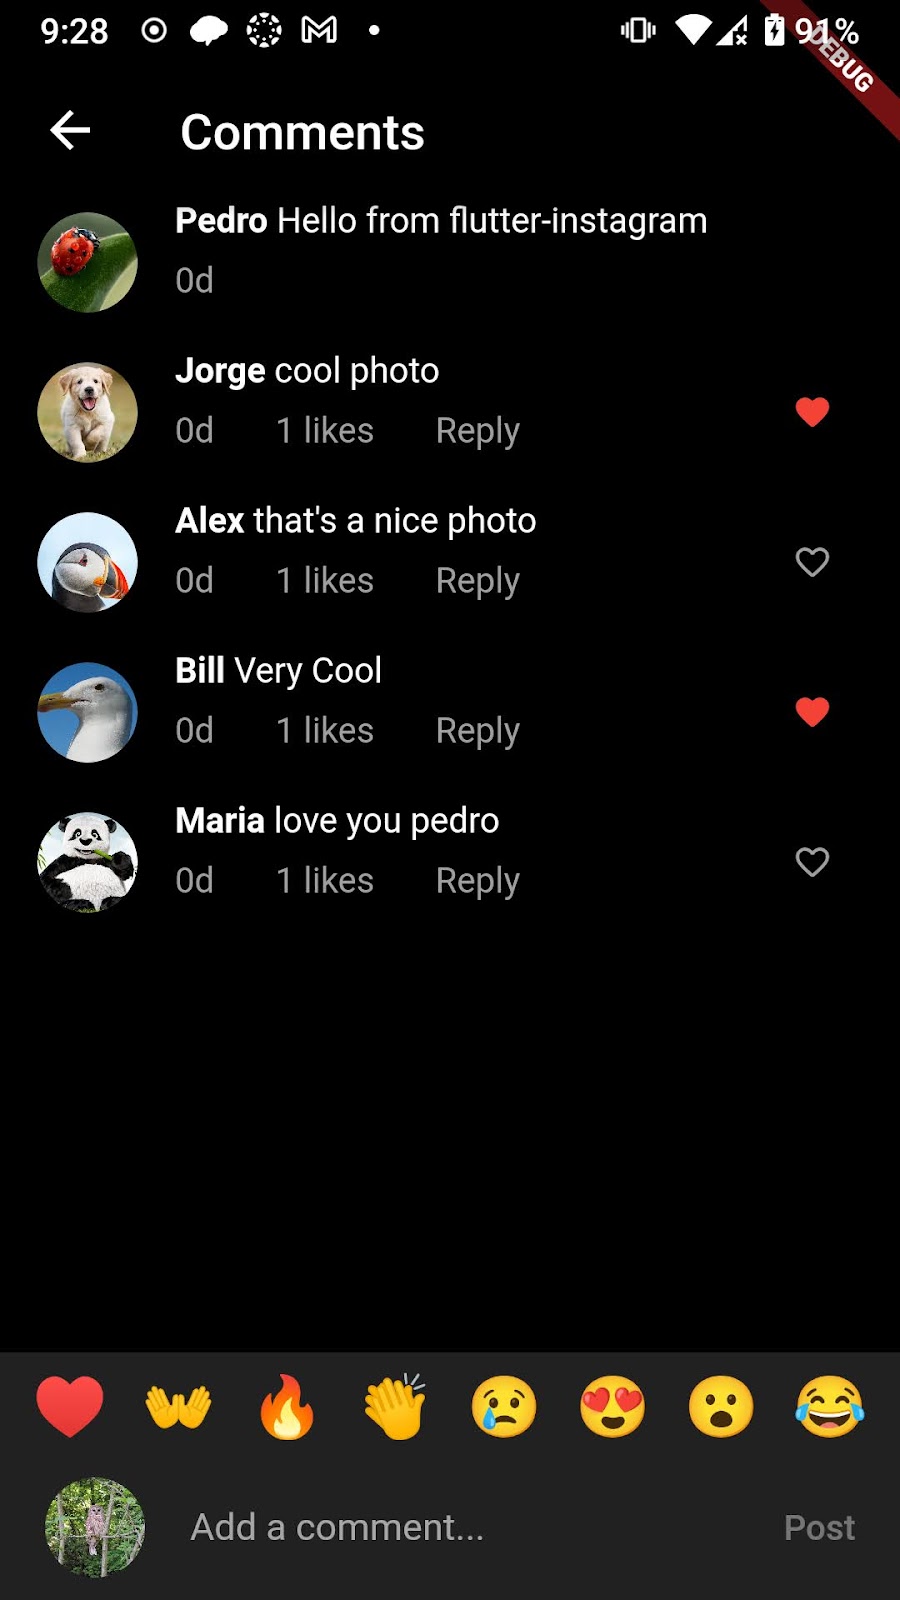 9:28 91%
DEBUG
Comments
Pedro Hello from flutter-instagram
0d
Jorge cool photo
0d 1 likes Reply
Alex that's a nice photo
0d 1 likes Reply
Bill Very Cool
0d 1 likes Reply
Maria love you pedro
0d 1 likes Reply
Add a comment... Post